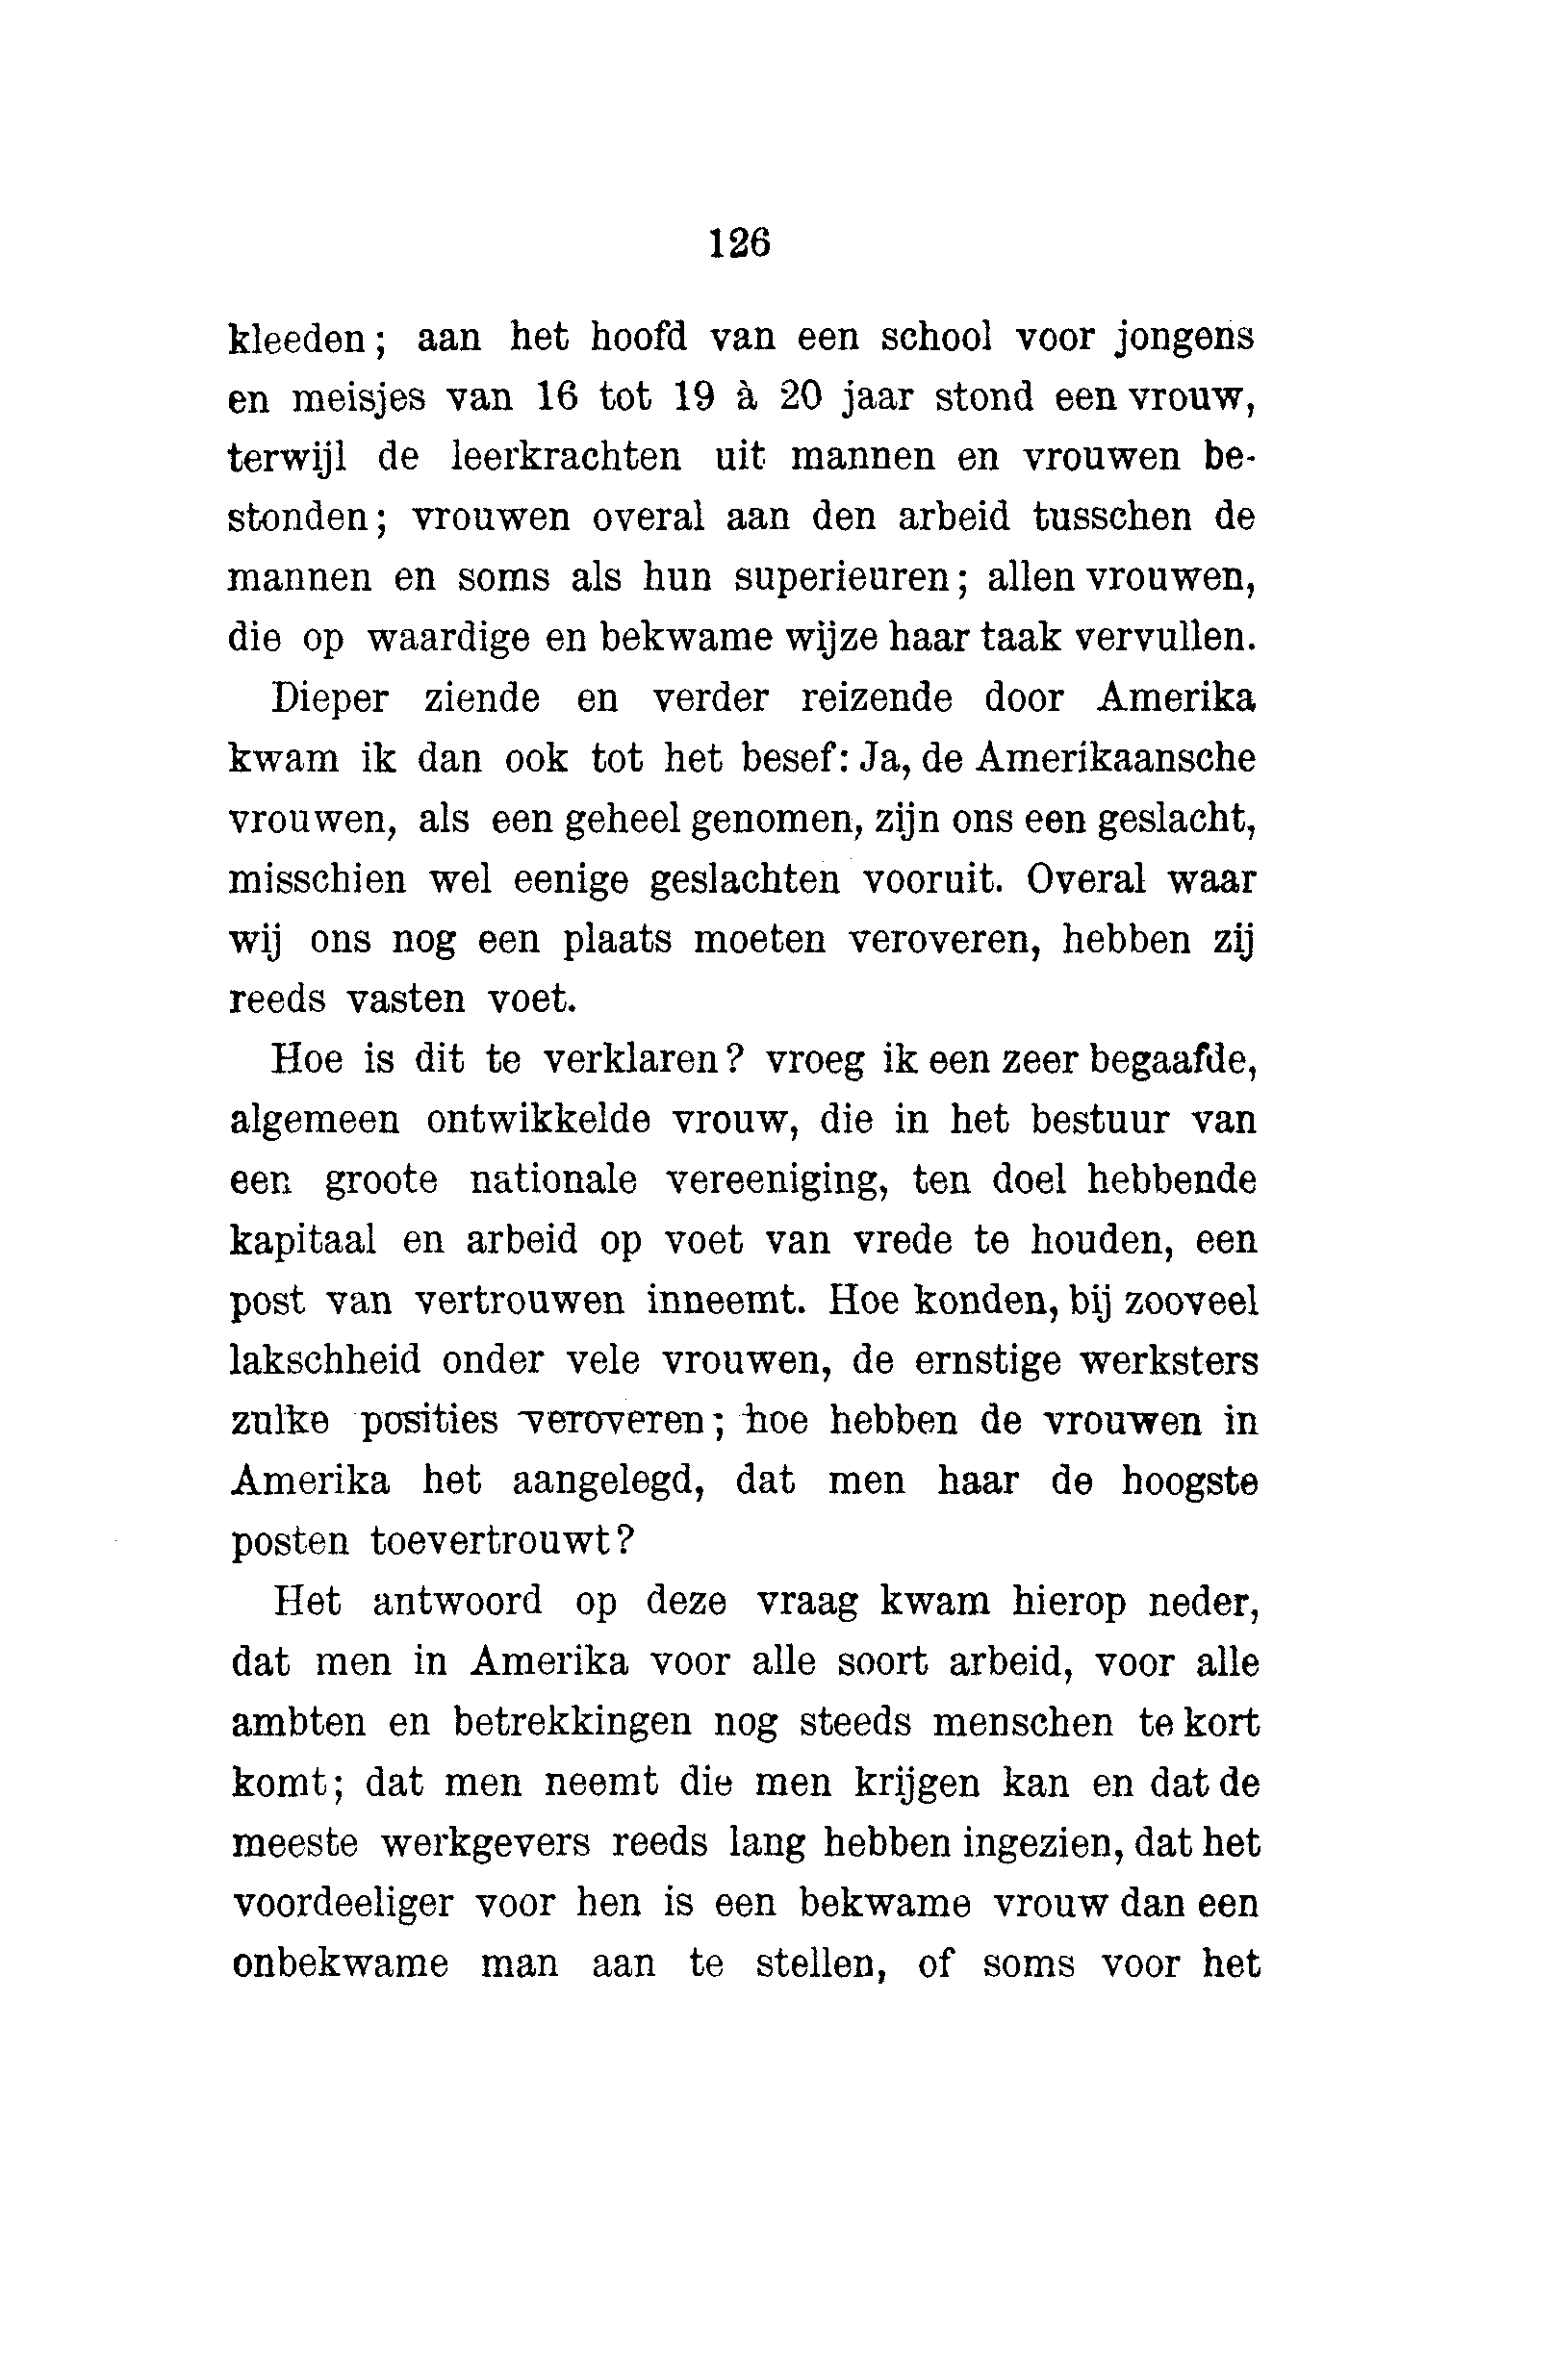 126
kleeden; aan het hoofd van een school voor jongens
en meisjes van 16 tot 19 à 20 jaar stond een vrouw,
terwijl de leerkrachten uit mannen en vrouwen be-
stonden; vrouwen overal aan den arbeid tusschen de
mannen en soms als hun superieuren; allen vrouwen,
die op waardige en bekwame wijze haar taak vervullen.
Dieper ziende en verder reizende door Amerika
kwam ik dan ook tot het besef: Ja, de Amerikaansche
vrouwen, als een geheel genomen, zijn ons een geslacht,
misschien wel eenige geslachten vooruit. Overal waar
wij ons nog een plaats moeten veroveren, hebben zij
reeds vasten voet.
Hoe is dit te verklaren? vroeg ik een zeer begaafde,
algemeen ontwikkelde vrouw, die in het bestuur van
een groote nationale vereeniging, ten doel hebbende
kapitaal en arbeid op voet van vrede te houden, een
post van vertrouwen inneemt. Hoe konden, bij zooveel
lakschheid onder vele vrouwen, de ernstige werksters
zulke posities veroveren; hoe hebben de vrouwen in
Amerika het aangelegd, dat men haar de hoogste
posten toevertrouwt?
Het antwoord op deze vraag kwam hierop neder,
dat men in Amerika voor alle soort arbeid, voor alle
ambten en betrekkingen nog steeds menschen te kort
komt; dat men neemt die men krijgen kan en dat de
meeste werkgevers reeds lang hebben ingezien, dat het
voordeeliger voor hen is een bekwame vrouw dan een
onbekwame man aan te stellen, of soms voor het